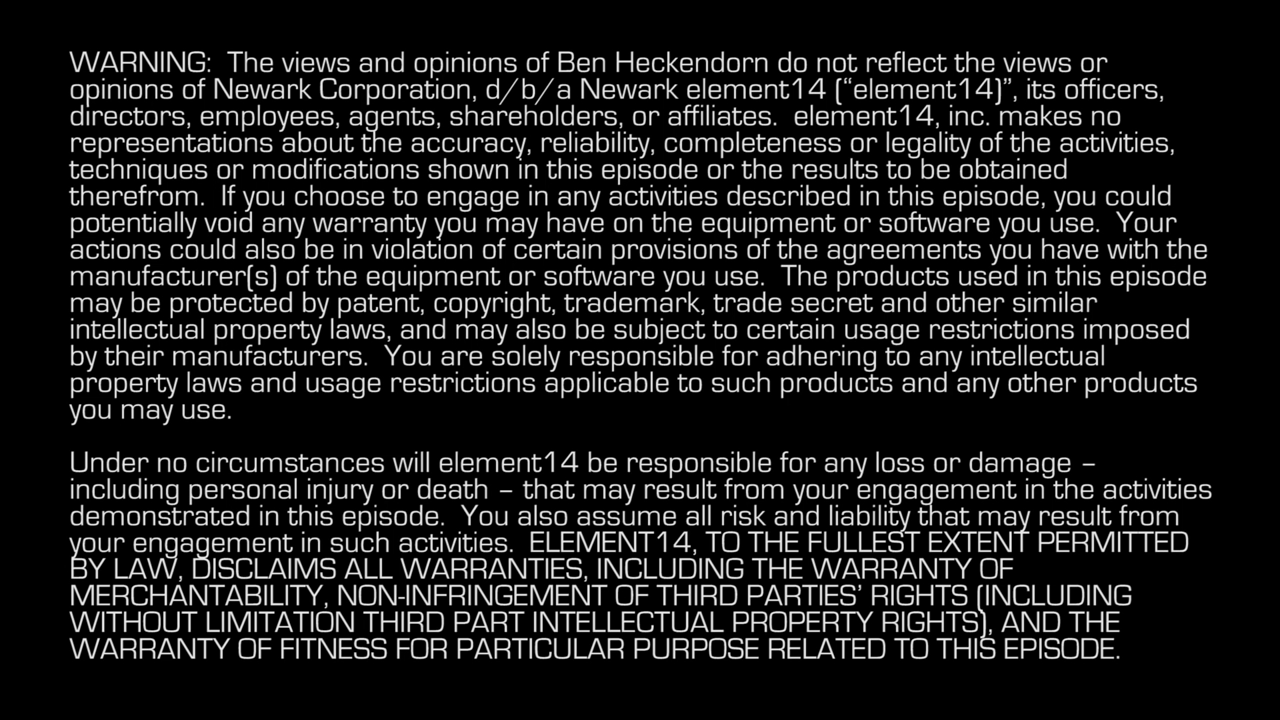 WARNING:  The views and opinions of Ben Heckendorn do not reflect the views or
opinions of Newark Corporation, d/b/a Newark element14 (“element14)”, its officers,
directors, employees, agents, shareholders, or affiliates.  element14, inc. makes no
representations about the accuracy, reliability, completeness or legality of the activities,
techniques or modifications shown in this episode or the results to be obtained
therefrom.  If you choose to engage in any activities described in this episode, you could
potentially void any warranty you may have on the equipment or software you use.  Your
actions could also be in violation of certain provisions of the agreements you have with the
manufacturer(s) of the equipment or software you use.  The products used in this episode
may be protected by patent, copyright, trademark, trade secret and other similar
intellectual property laws, and may also be subject to certain usage restrictions imposed
by their manufacturers.  You are solely responsible for adhering to any intellectual
property laws and usage restrictions applicable to such products and any other products
you may use.
Under no circumstances will element14 be responsible for any loss or damage –
including personal injury or death – that may result from your engagement in the activities
demonstrated in this episode.  You also assume all risk and liability that may result from
your engagement in such activities.  ELEMENT14, TO THE FULLEST EXTENT PERMITTED
BY LAW, DISCLAIMS ALL WARRANTIES, INCLUDING THE WARRANTY OF
MERCHANTABILITY, NON-INFRINGEMENT OF THIRD PARTIES’ RIGHTS (INCLUDING
WITHOUT LIMITATION THIRD PART INTELLECTUAL PROPERTY RIGHTS), AND THE
WARRANTY OF FITNESS FOR PARTICULAR PURPOSE RELATED TO THIS EPISODE.